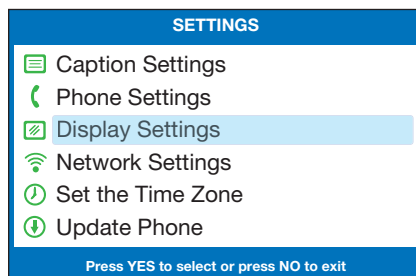 SETTINGS
Caption Settings
Phone Settings
Display Settings
Network Settings
Set the Time Zone
Update Phone
Press YES to select or press NO to exit